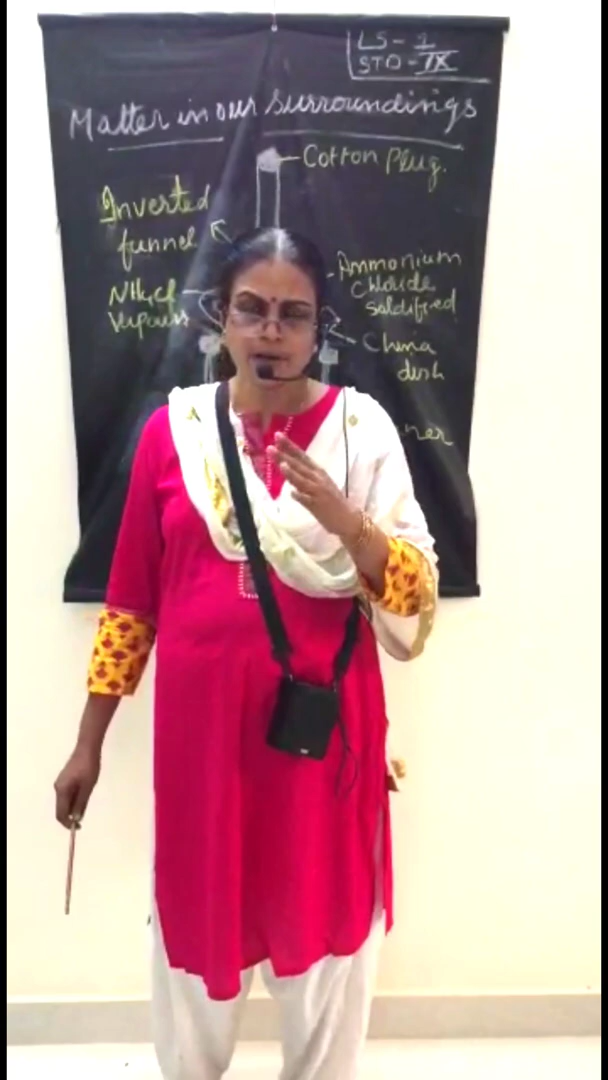 LS - 1
STD - IX
Matter in our surroundings
Cotton Plug.
Inverted
funnel
Ammonium
Chloride
solidified
NH4Cl
Vapours
China
dish